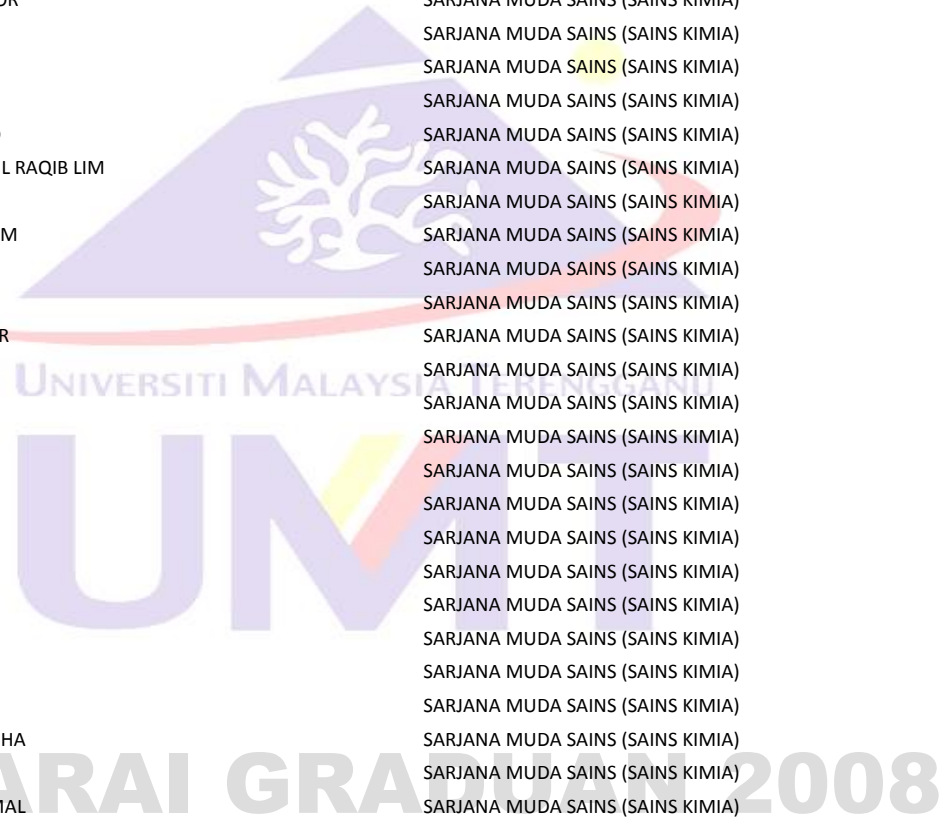 OR SARJANA MUDA SAINS (SAINS KIMIA)
SARJANA MUDA SAINS (SAINS KIMIA)
SARJANA MUDA SAINS (SAINS KIMIA)
SARJANA MUDA SAINS (SAINS KIMIA)
SARJANA MUDA SAINS (SAINS KIMIA)
L RAQIB LIM SARJANA MUDA SAINS (SAINS KIMIA)
SARJANA MUDA SAINS (SAINS KIMIA)
M SARJANA MUDA SAINS (SAINS KIMIA)
SARJANA MUDA SAINS (SAINS KIMIA)
SARJANA MUDA SAINS (SAINS KIMIA)
R SARJANA MUDA SAINS (SAINS KIMIA)
SARJANA MUDA SAINS (SAINS KIMIA)
UNIVERSITI MALAYSIA TERENGGANU
SARJANA MUDA SAINS (SAINS KIMIA)
SARJANA MUDA SAINS (SAINS KIMIA)
SARJANA MUDA SAINS (SAINS KIMIA)
SARJANA MUDA SAINS (SAINS KIMIA)
UMT
SARJANA MUDA SAINS (SAINS KIMIA)
SARJANA MUDA SAINS (SAINS KIMIA)
SARJANA MUDA SAINS (SAINS KIMIA)
SARJANA MUDA SAINS (SAINS KIMIA)
SARJANA MUDA SAINS (SAINS KIMIA)
SARJANA MUDA SAINS (SAINS KIMIA)
HA SARJANA MUDA SAINS (SAINS KIMIA)
SARJANA MUDA SAINS (SAINS KIMIA)
ARAI GRADUAN 2008
MAL SARJANA MUDA SAINS (SAINS KIMIA)